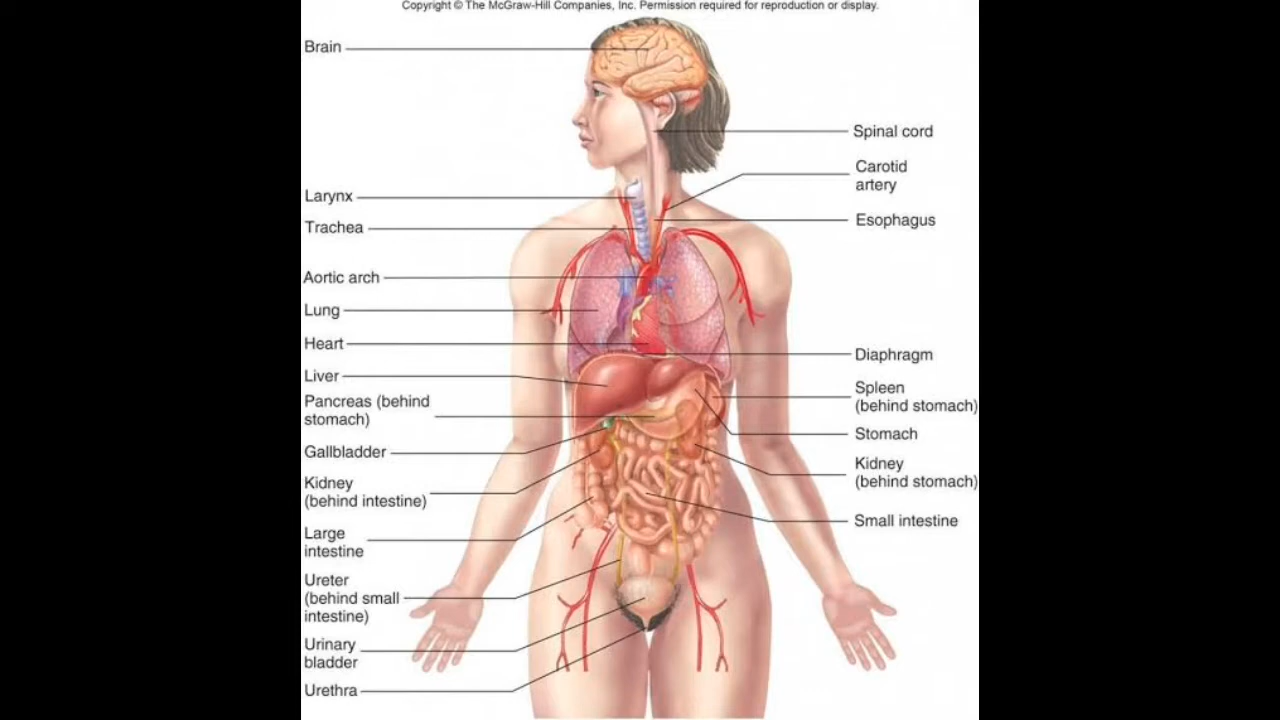 Copyright © The McGraw-Hill Companies, Inc. Permission required for reproduction or display.
Brain
Larynx
Trachea
Aortic arch
Lung
Heart
Liver
Pancreas (behind
stomach)
Gallbladder
Kidney
(behind intestine)
Large
intestine
Ureter
(behind small
intestine)
Urinary
bladder
Urethra
Spinal cord
Carotid
artery
Esophagus
Diaphragm
Spleen
(behind stomach)
Stomach
Kidney
(behind stomach)
Small intestine